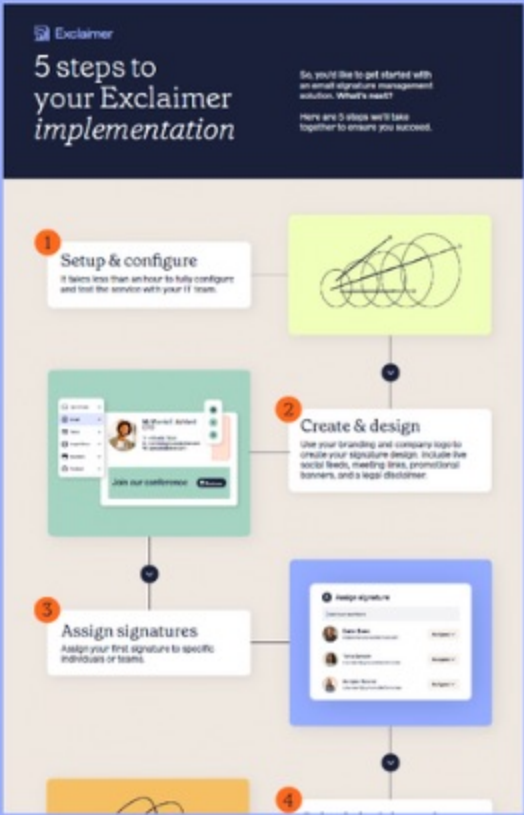 Exclaimer
5 steps to
your Exclaimer
implementation
So, you'd like to get started with
an email signature management
solution. What's next?
Here are 5 steps we'll take
together to ensure you succeed.
1
Setup & configure
It takes less than an hour to fully configure
and test the service with your IT team.
2
Create & design
Use your branding and company logo to
create your signature design. Include live
social feeds, meeting links, promotional
banners, and a legal disclaimer.
Join our conference
3
Assign signatures
Assign your first signature to specific
individuals or teams.
Assign signature
4